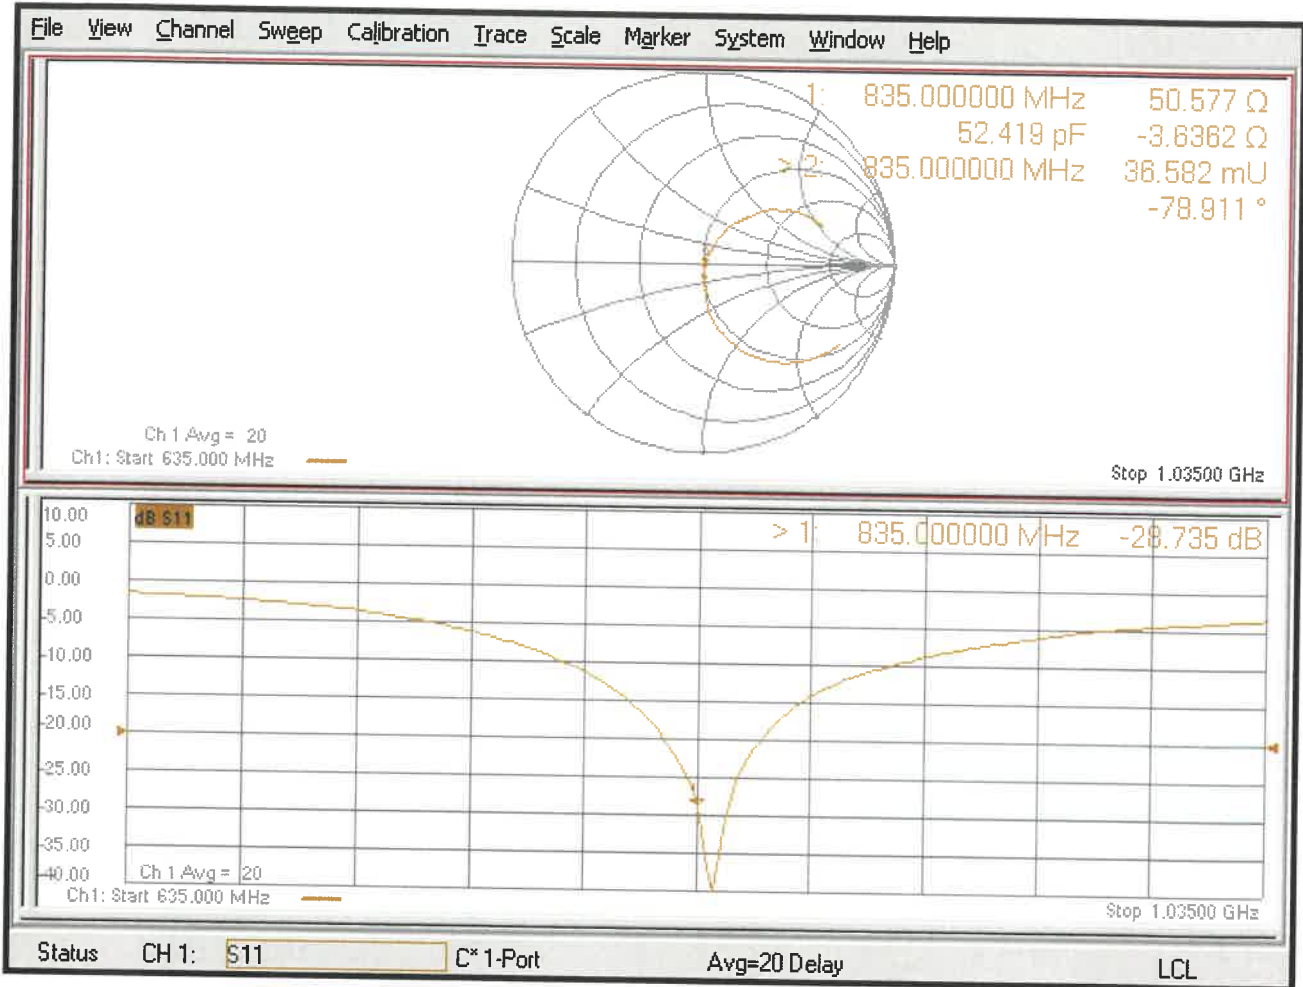 File View Channel Sweep Calibration Trace Scale Marker System Window Help
1: 835.000000 MHz 50.577 Ω
52.419 pF -3.6362 Ω
> 2: 835.000000 MHz 36.582 mU
-78.911 °
Ch 1 Avg = 20
Ch1: Start 635.000 MHz
Stop 1.03500 GHz
10.00
dB S11
> 1: 835.000000 MHz -28.735 dB
5.00
0.00
-5.00
-10.00
-15.00
-20.00
-25.00
-30.00
-35.00
-40.00
Ch 1 Avg = 20
Ch1: Start 635.000 MHz
Stop 1.03500 GHz
Status CH 1: S11 C* 1-Port Avg=20 Delay LCL